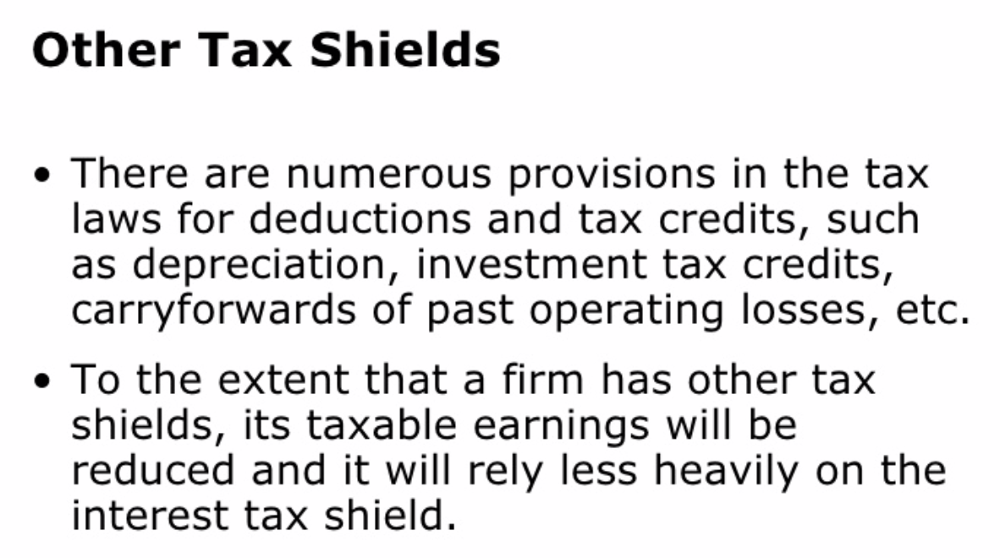 Other Tax Shields
• There are numerous provisions in the tax
laws for deductions and tax credits, such
as depreciation, investment tax credits,
carryforwards of past operating losses, etc.
• To the extent that a firm has other tax
shields, its taxable earnings will be
reduced and it will rely less heavily on the
interest tax shield.